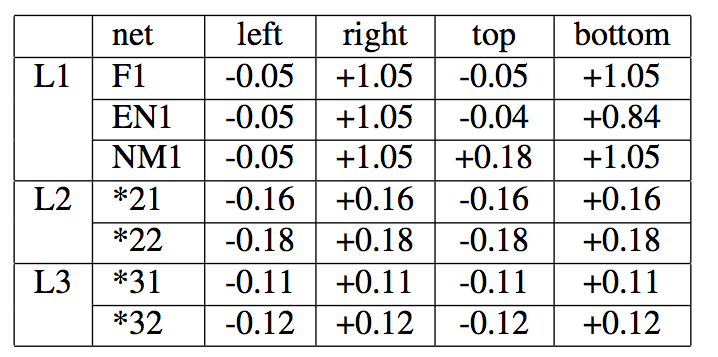 net left right top bottom
L1 F1 -0.05 +1.05 -0.05 +1.05
EN1 -0.05 +1.05 -0.04 +0.84
NM1 -0.05 +1.05 +0.18 +1.05
L2 *21 -0.16 +0.16 -0.16 +0.16
*22 -0.18 +0.18 -0.18 +0.18
L3 *31 -0.11 +0.11 -0.11 +0.11
*32 -0.12 +0.12 -0.12 +0.12